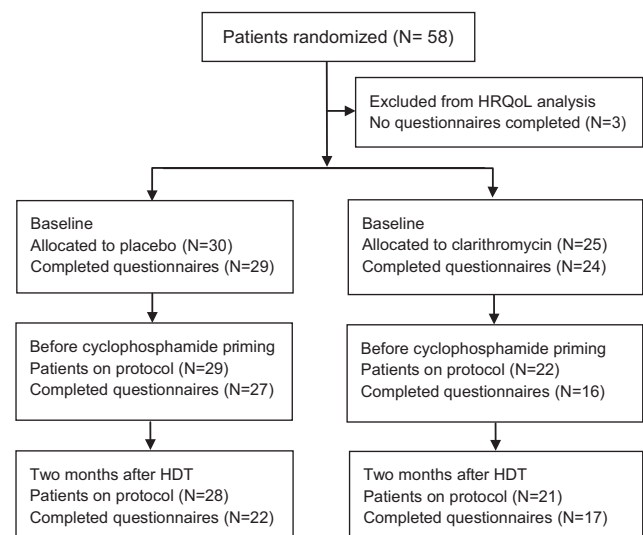 Patients randomized (N= 58)
Excluded from HRQoL analysis
No questionnaires completed (N=3)
Baseline
Allocated to placebo (N=30)
Completed questionnaires (N=29)
Baseline
Allocated to clarithromycin (N=25)
Completed questionnaires (N=24)
Before cyclophosphamide priming
Patients on protocol (N=29)
Completed questionnaires (N=27)
Before cyclophosphamide priming
Patients on protocol (N=22)
Completed questionnaires (N=16)
Two months after HDT
Patients on protocol (N=28)
Completed questionnaires (N=22)
Two months after HDT
Patients on protocol (N=21)
Completed questionnaires (N=17)